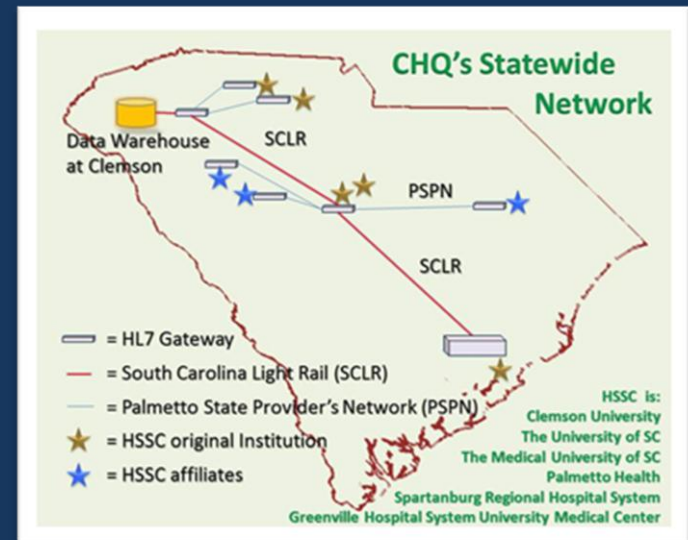 CHQ's Statewide
Network
Data Warehouse
at Clemson
SCLR
PSPN
SCLR
= HL7 Gateway
= South Carolina Light Rail (SCLR)
= Palmetto State Provider's Network (PSPN)
= HSSC original Institution
= HSSC affiliates
HSSC is:
Clemson University
The University of SC
The Medical University of SC
Palmetto Health
Spartanburg Regional Hospital System
Greenville Hospital System University Medical Center